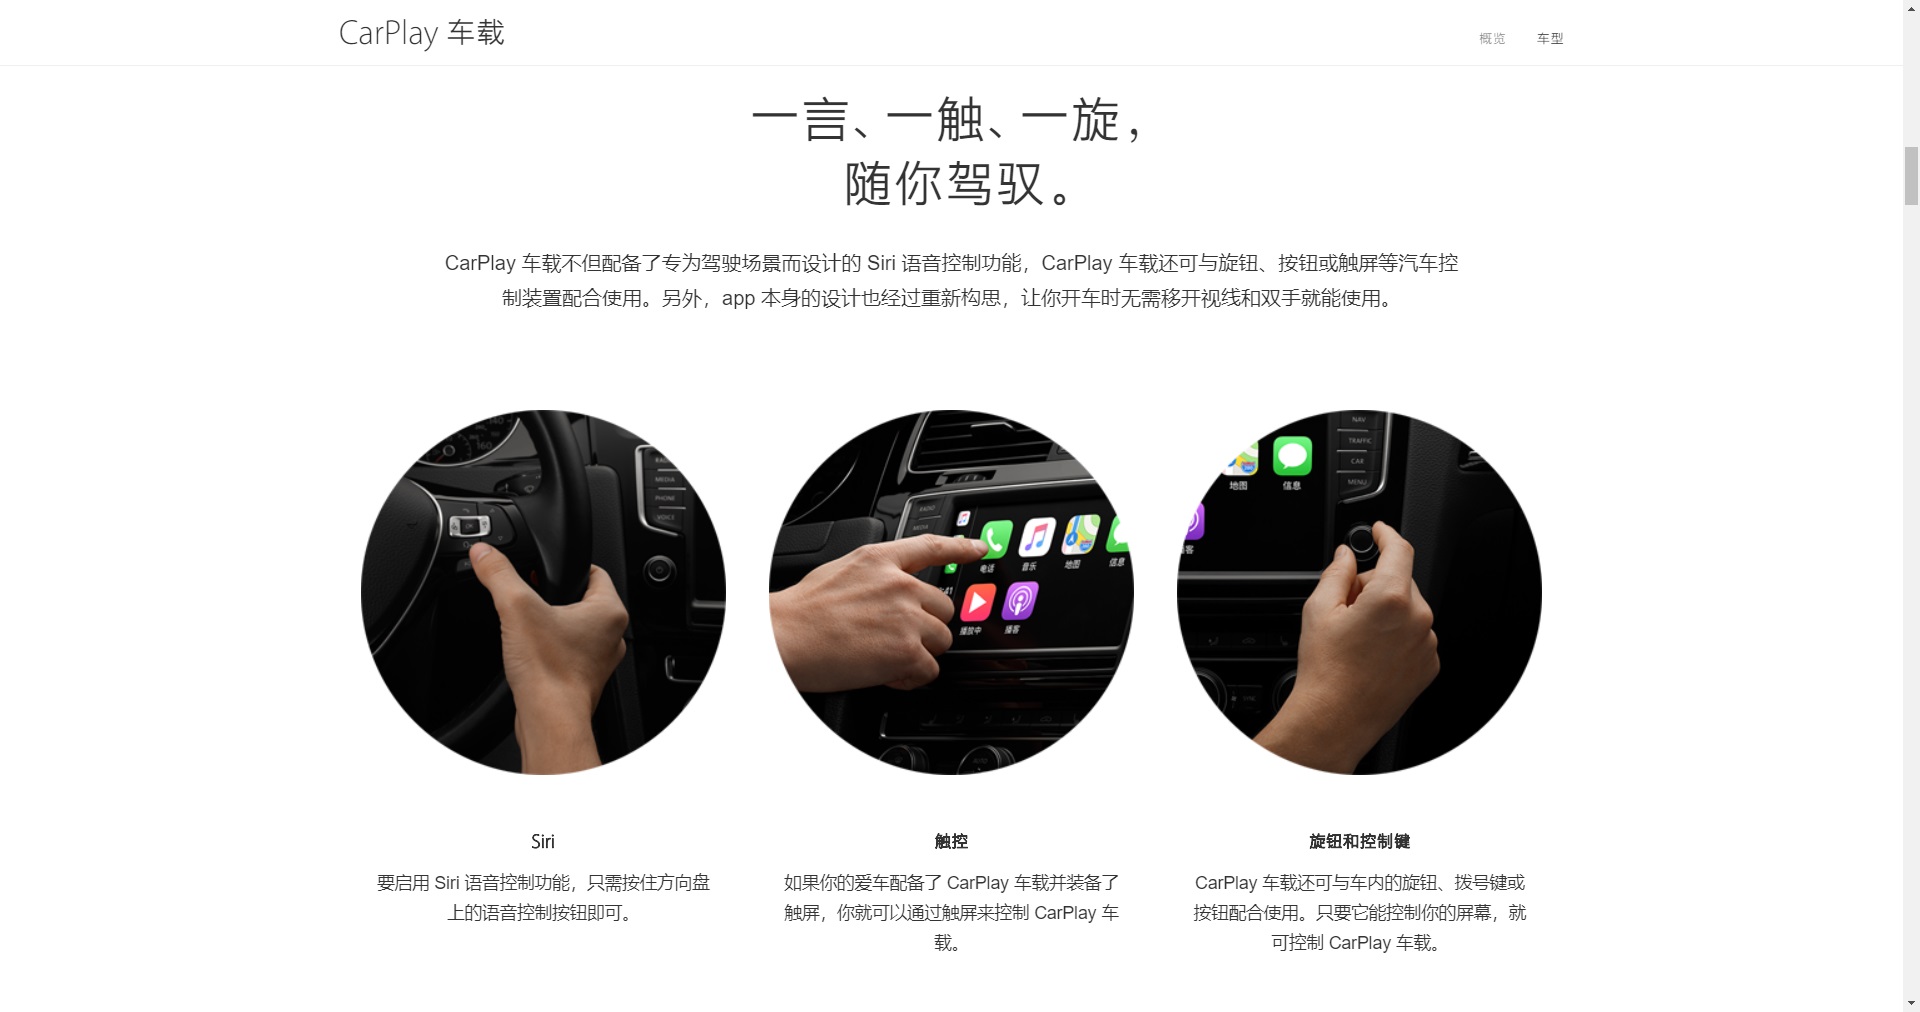 CarPlay 车载
概览 车型
一言、一触、一旋，
随你驾驭。
CarPlay 车载不但配备了专为驾驶场景而设计的 Siri 语音控制功能，CarPlay 车载还可与旋钮、按钮或触屏等汽车控
制装置配合使用。另外，app 本身的设计也经过重新构思，让你开车时无需移开视线和双手就能使用。
MEDIA
PHONE
VOICE
RADIO
MEDIA
电话 音乐 地图 信息
播放中 播客
NAV
TRAFFIC
CAR
MENU
地图 信息
Siri
要启用 Siri 语音控制功能，只需按住方向盘
上的语音控制按钮即可。
触控
如果你的爱车配备了 CarPlay 车载并装备了
触屏，你就可以通过触屏来控制 CarPlay 车
载。
旋钮和控制键
CarPlay 车载还可与车内的旋钮、拨号键或
按钮配合使用。只要它能控制你的屏幕，就
可控制 CarPlay 车载。